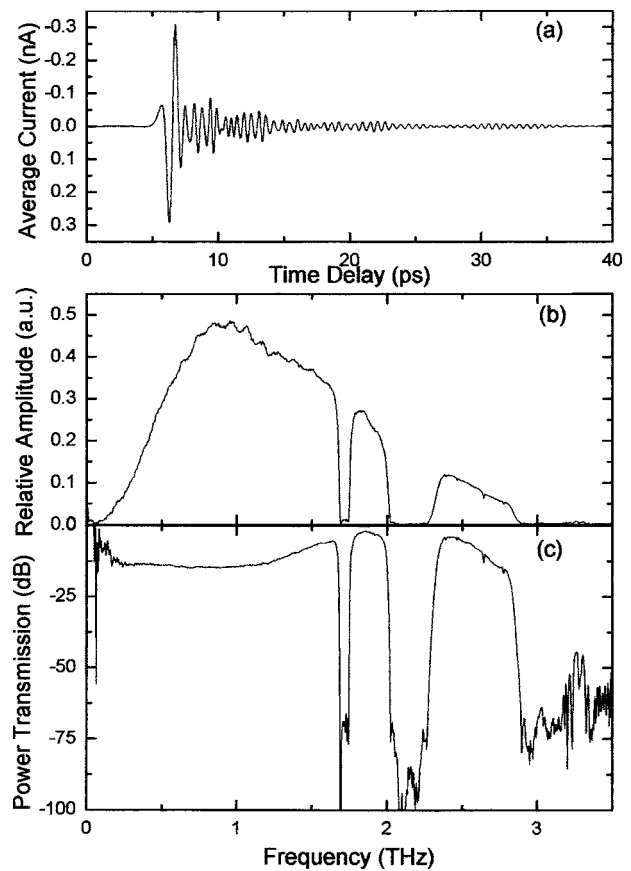 (a)
Average Current (nA)
-0.3
-0.2
-0.1
0.0
0.1
0.2
0.3
0 10 20 30 40
Time Delay (ps)
(b)
Relative Amplitude (a.u.)
0.5
0.4
0.3
0.2
0.1
0.0
(c)
Power Transmission (dB)
-25
-50
-75
-100
0 1 2 3
Frequency (THz)